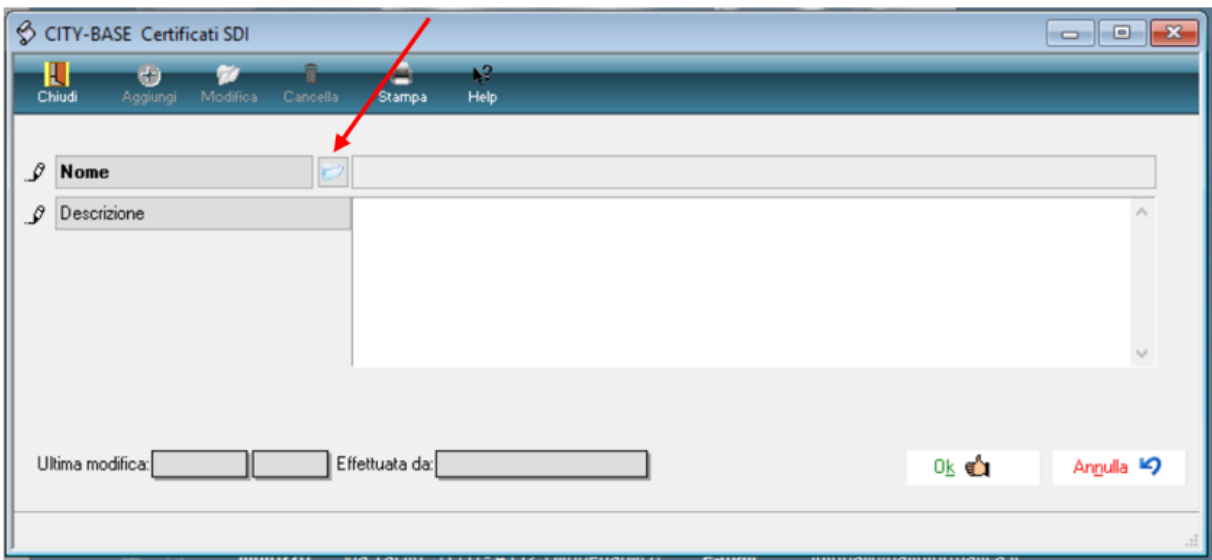 CITY-BASE Certificati SDI
Chiudi Aggiungi Modifica Cancella Stampa Help
Nome
Descrizione
Ultima modifica: Effettuata da: Ok Annulla